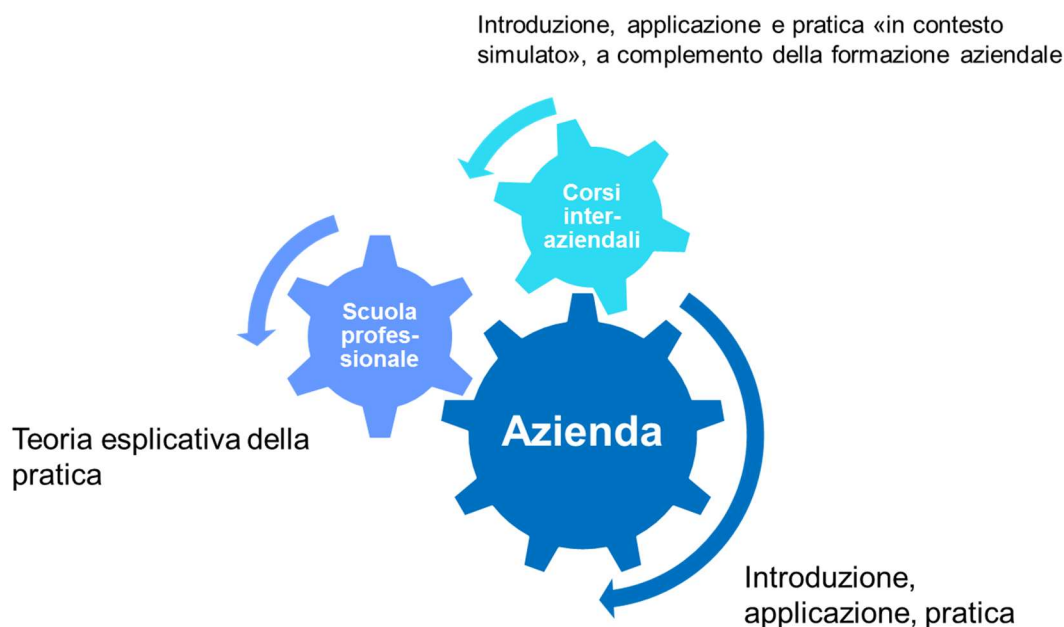 Introduzione, applicazione e pratica «in contesto
simulato», a complemento della formazione aziendale
Corsi
inter-
aziendali
Scuola
profes-
sionale
Azienda
Teoria esplicativa della
pratica
Introduzione,
applicazione, pratica